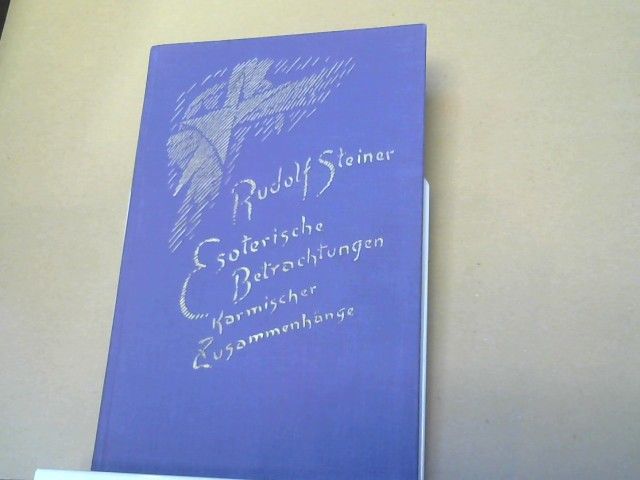 Rudolf Steiner
Esoterische
Betrachtungen
Karmischer
Zusammenhänge